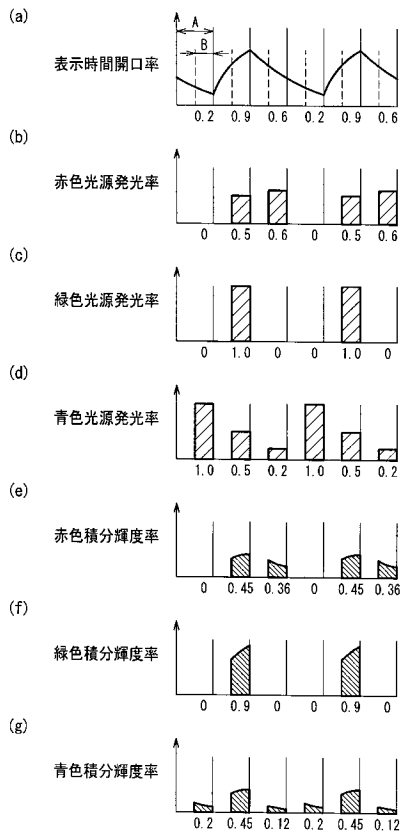 (a)
A
B
表示時間開口率
0.2 0.9 0.6 0.2 0.9 0.6
(b)
赤色光源発光率
0 0.5 0.6 0 0.5 0.6
(c)
緑色光源発光率
0 1.0 0 0 1.0 0
(d)
青色光源発光率
1.0 0.5 0.2 1.0 0.5 0.2
(e)
赤色積分輝度率
0 0.45 0.36 0 0.45 0.36
(f)
緑色積分輝度率
0 0.9 0 0 0.9 0
(g)
青色積分輝度率
0.2 0.45 0.12 0.2 0.45 0.12